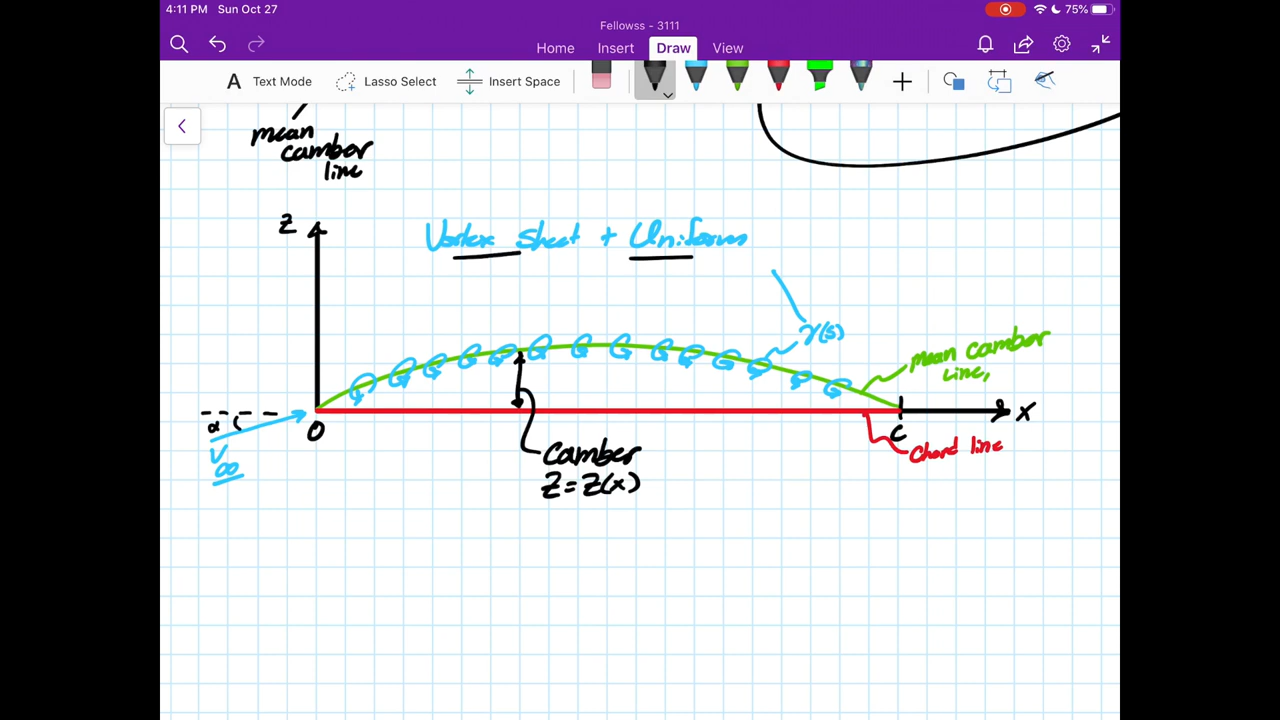 4:11 PM Sun Oct 27
75%
Fellowss - 3111
Home Insert Draw View
Text Mode
Lasso Select
Insert Space
mean
camber
line
Z
Vortex Sheet + Uniform
γ(s)
mean camber
line,
α
V∞
0
C
X
Chord line
Camber
Z = Z(x)